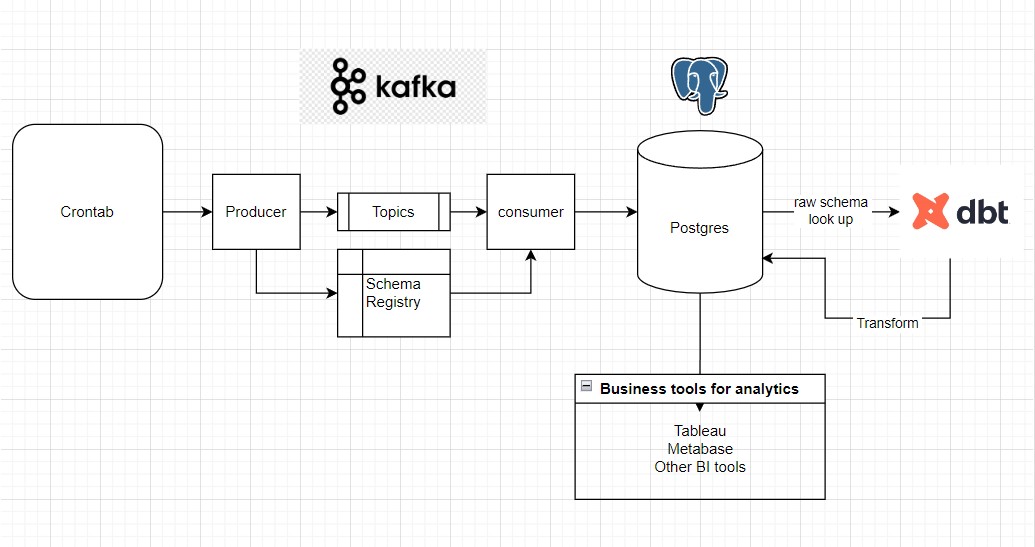 kafka
Crontab
Producer
Topics
consumer
Schema
Registry
Postgres
raw schema
look up
dbt
Transform
Business tools for analytics
Tableau
Metabase
Other BI tools